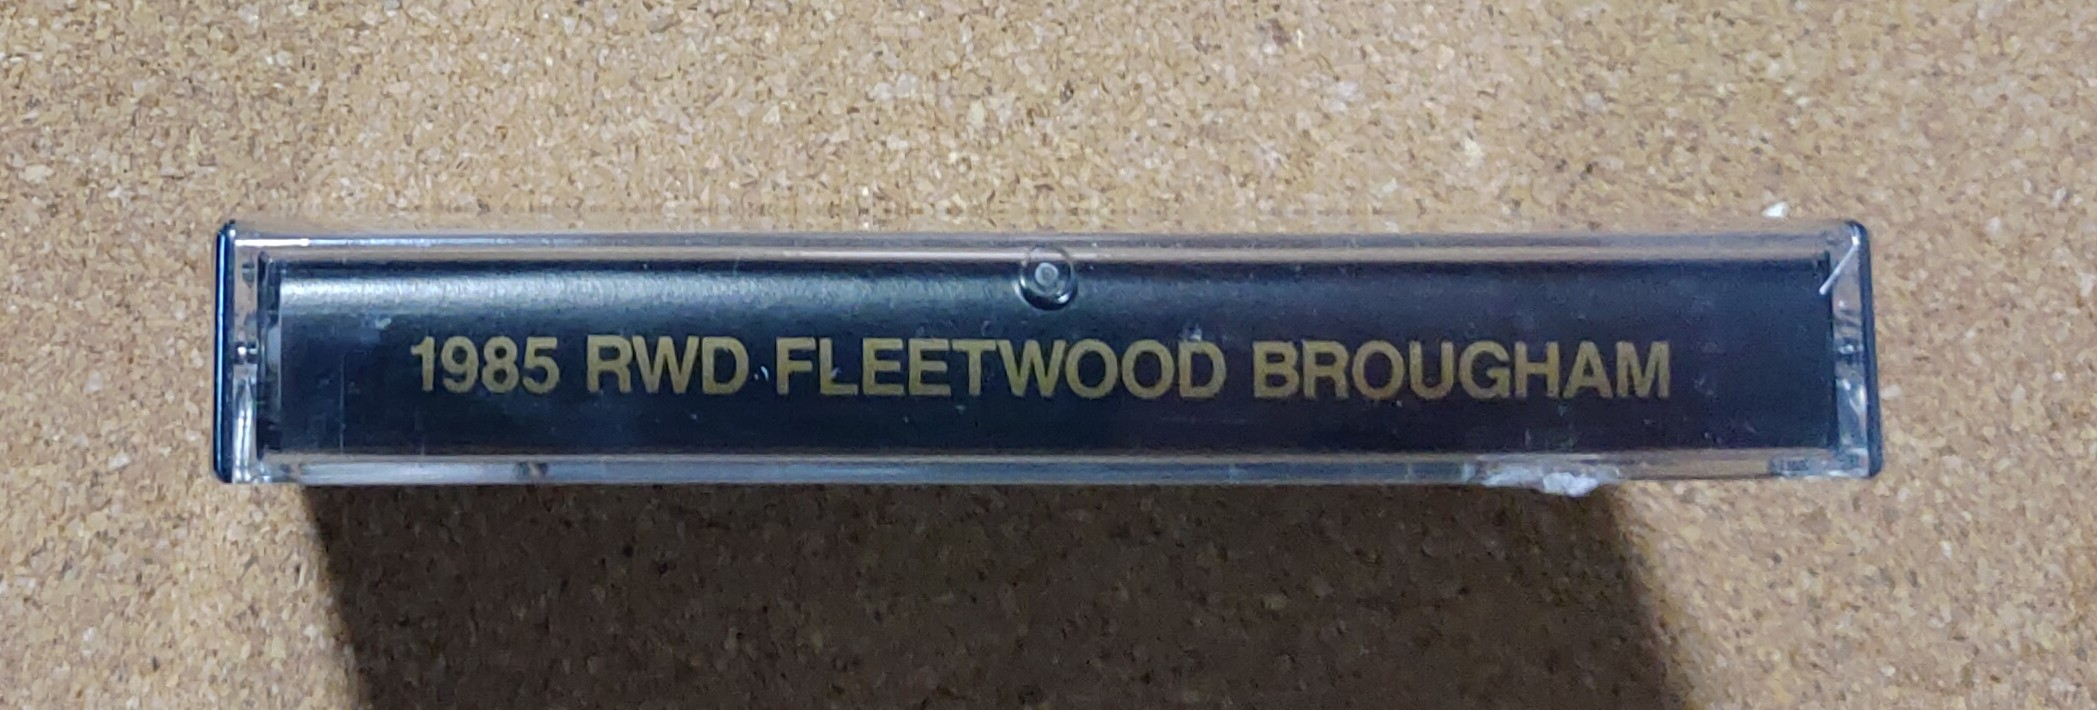 1985 RWD FLEETWOOD BROUGHAM